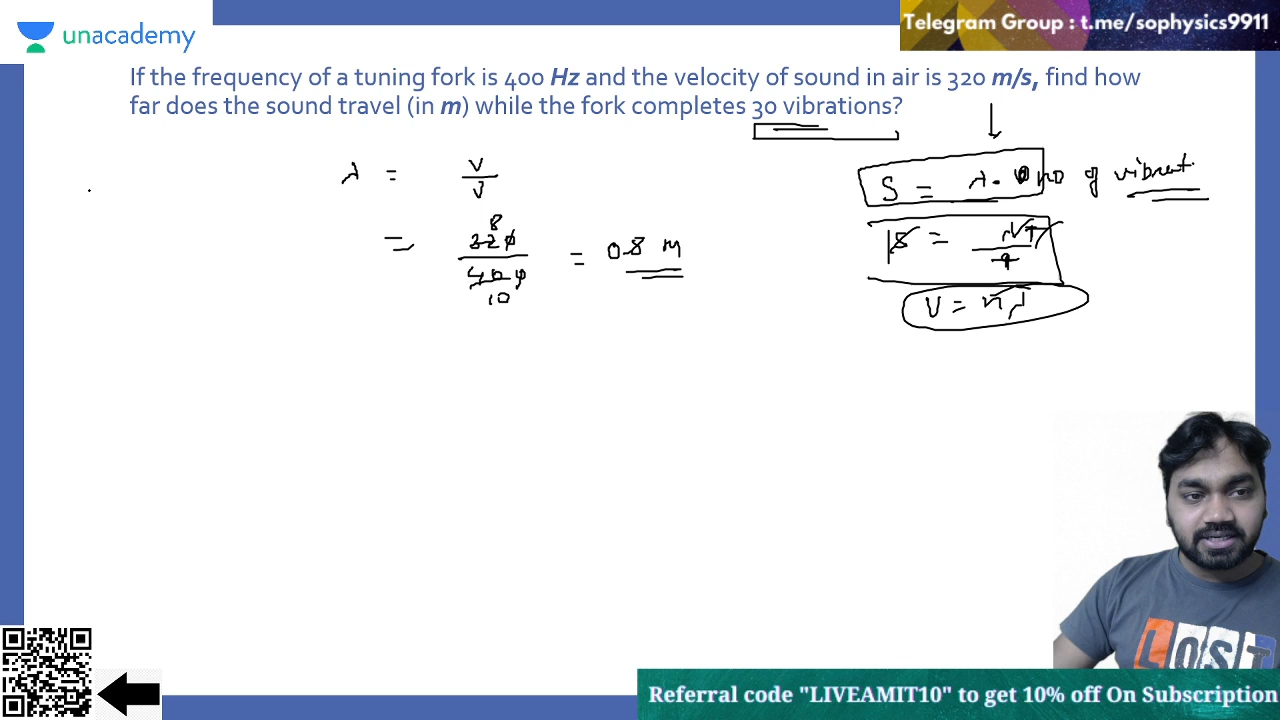 unacademy
Telegram Group : t.me/sophysics9911
If the frequency of a tuning fork is 400 Hz and the velocity of sound in air is 320 m/s, find how
far does the sound travel (in m) while the fork completes 30 vibrations?
λ = v/ν
S = λ. no of vibrat
= 320/400 = 0.8 m
8
10
V = nλ
LOST
Referral code "LIVEAMIT10" to get 10% off On Subscription